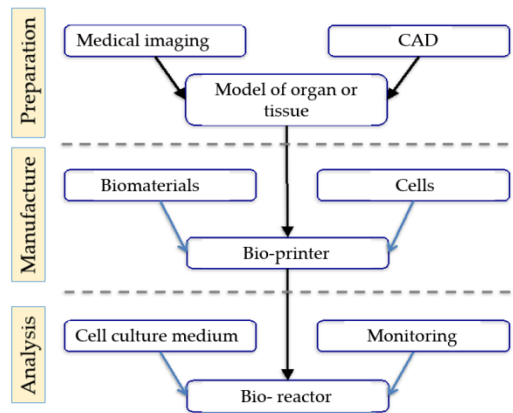 Preparation
Medical imaging
CAD
Model of organ or
tissue
Manufacture
Biomaterials
Cells
Bio-printer
Analysis
Cell culture medium
Monitoring
Bio- reactor